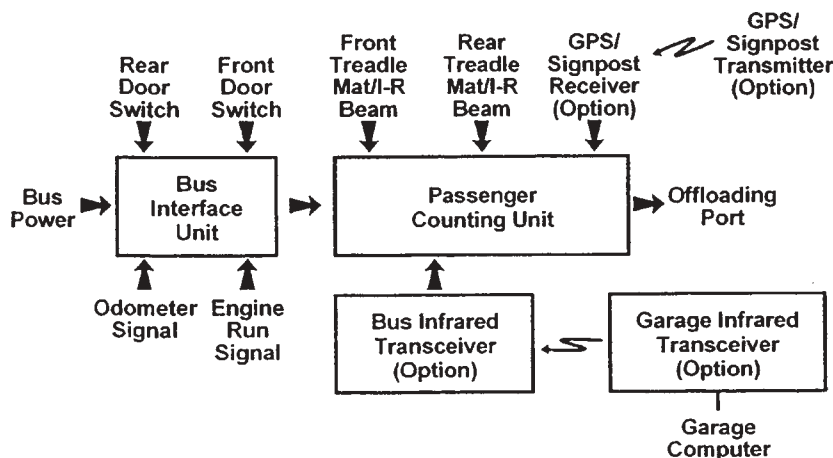 Rear
Door
Switch
Front
Door
Switch
Front
Treadle
Mat/I-R
Beam
Rear
Treadle
Mat/I-R
Beam
GPS/
Signpost
Receiver
(Option)
GPS/
Signpost
Transmitter
(Option)
Bus
Power
Bus
Interface
Unit
Passenger
Counting Unit
Offloading
Port
Odometer
Signal
Engine
Run
Signal
Bus Infrared
Transceiver
(Option)
Garage Infrared
Transceiver
(Option)
Garage
Computer